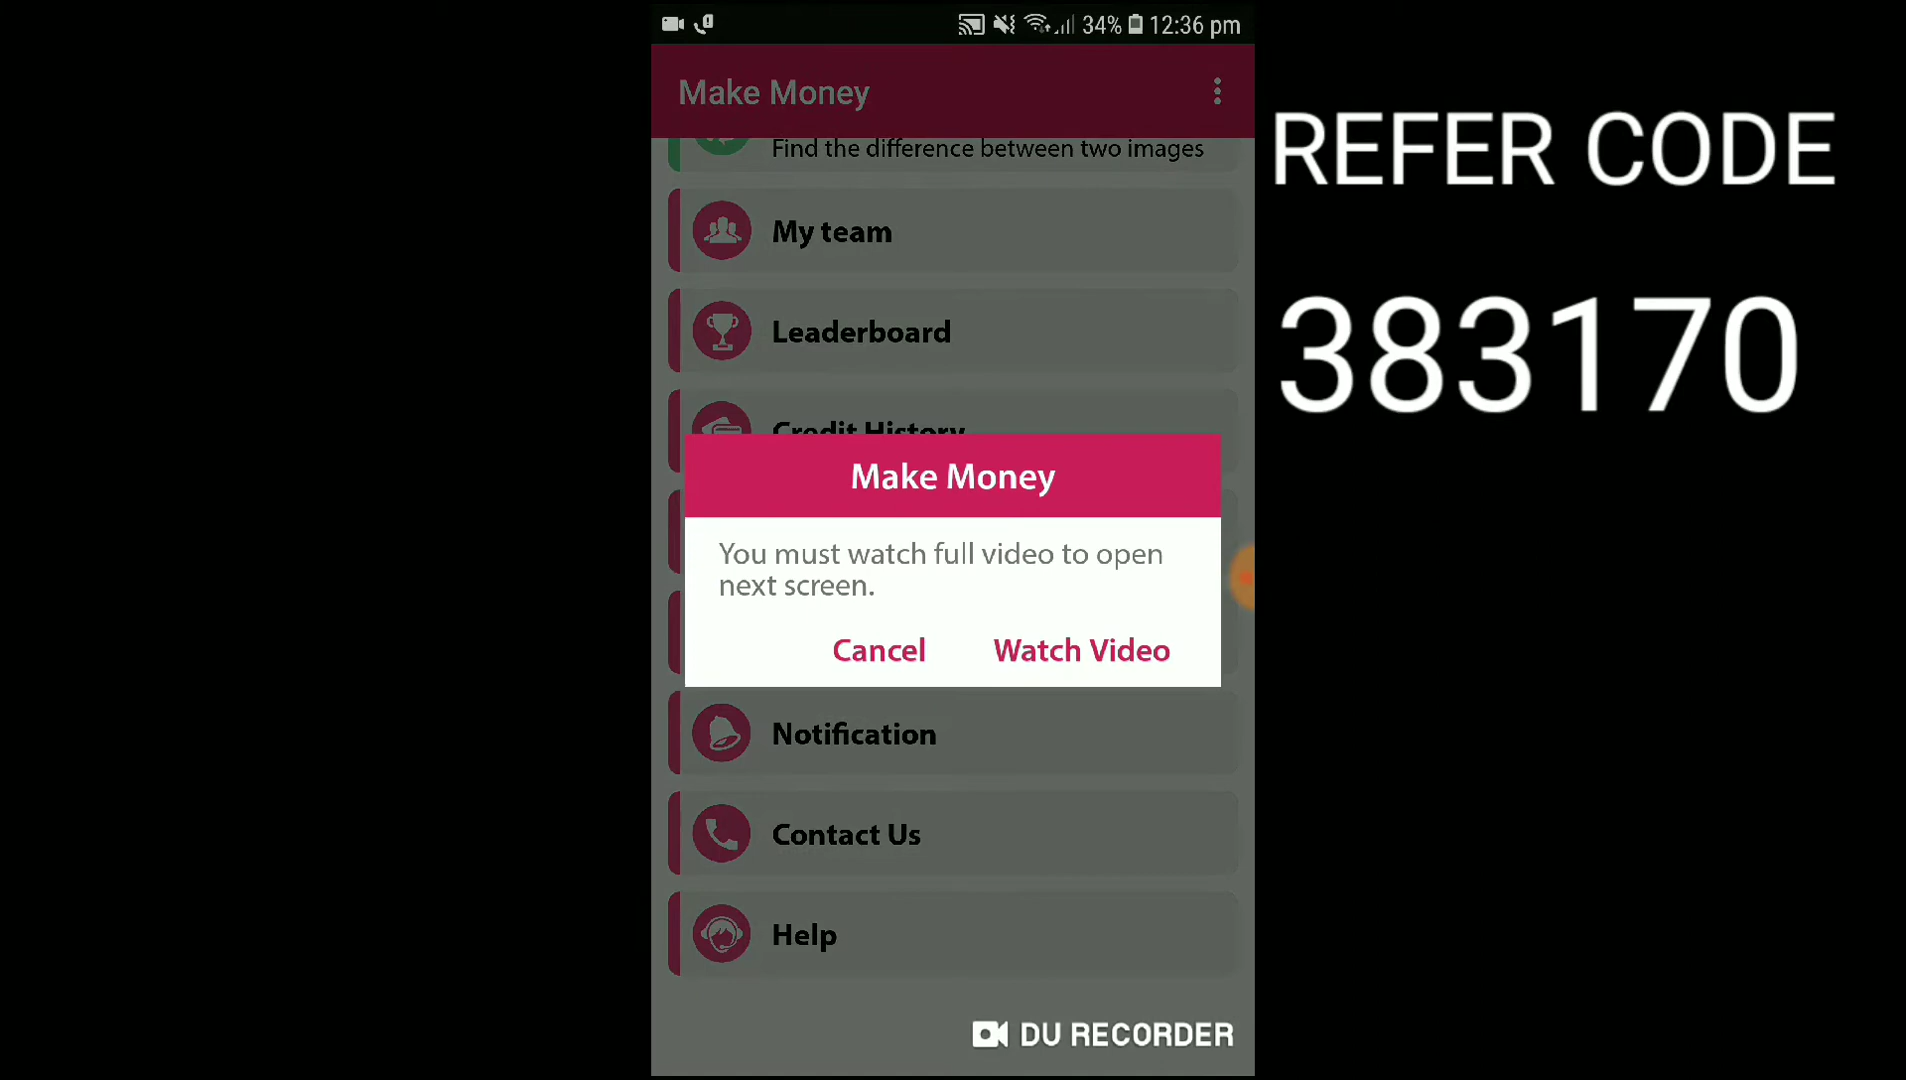 34% 12:36 pm
Make Money
Find the difference between two images
My team
Leaderboard
Credit History
Make Money
You must watch full video to open
next screen.
Cancel Watch Video
Notification
Contact Us
Help
DU RECORDER
REFER CODE
383170